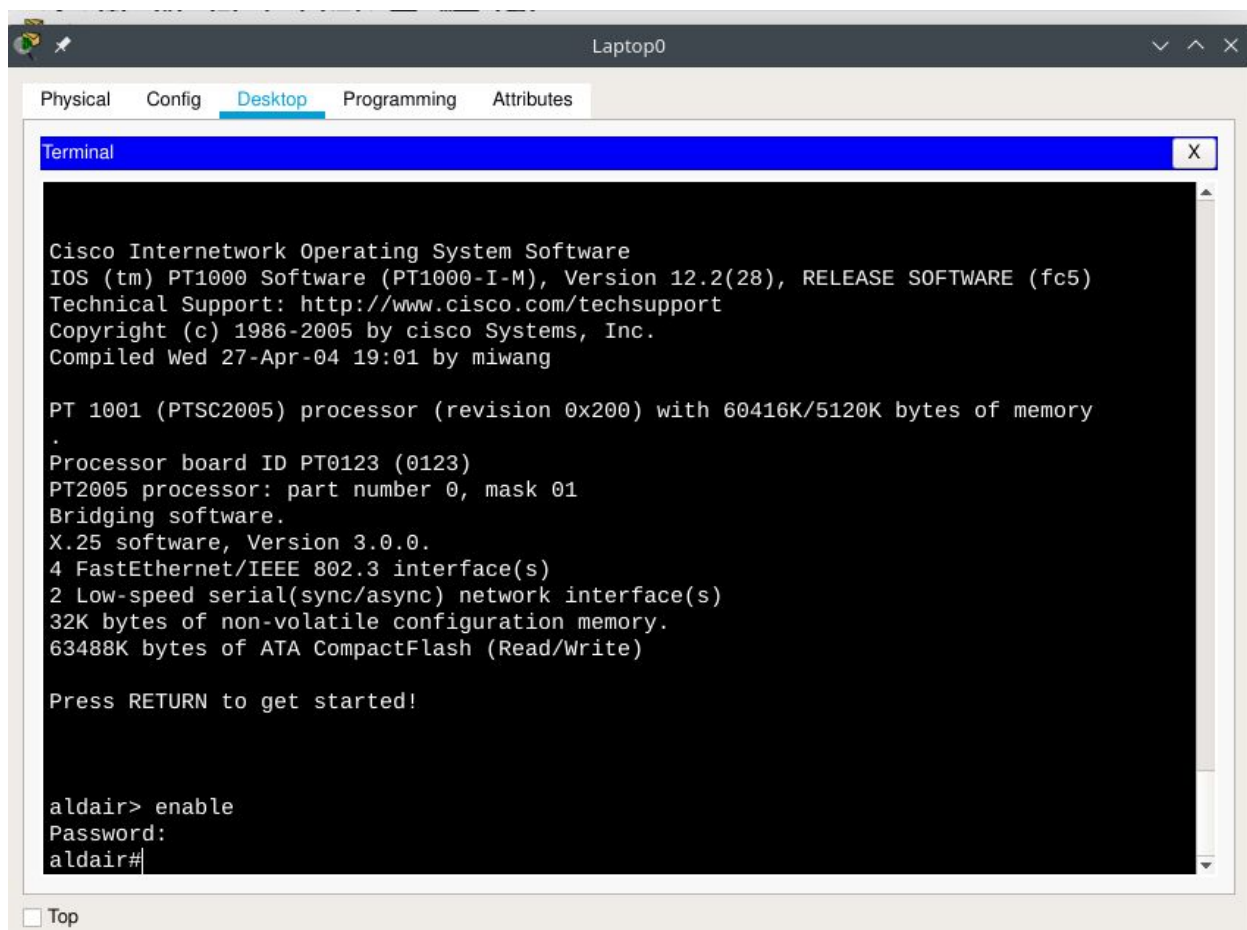 Laptop0
Physical Config Desktop Programming Attributes
Terminal
X
Cisco Internetwork Operating System Software
IOS (tm) PT1000 Software (PT1000-I-M), Version 12.2(28), RELEASE SOFTWARE (fc5)
Technical Support: http://www.cisco.com/techsupport
Copyright (c) 1986-2005 by cisco Systems, Inc.
Compiled Wed 27-Apr-04 19:01 by miwang
PT 1001 (PTSC2005) processor (revision 0x200) with 60416K/5120K bytes of memory
.
Processor board ID PT0123 (0123)
PT2005 processor: part number 0, mask 01
Bridging software.
X.25 software, Version 3.0.0.
4 FastEthernet/IEEE 802.3 interface(s)
2 Low-speed serial(sync/async) network interface(s)
32K bytes of non-volatile configuration memory.
63488K bytes of ATA CompactFlash (Read/Write)
Press RETURN to get started!
aldair> enable
Password:
aldair#
Top